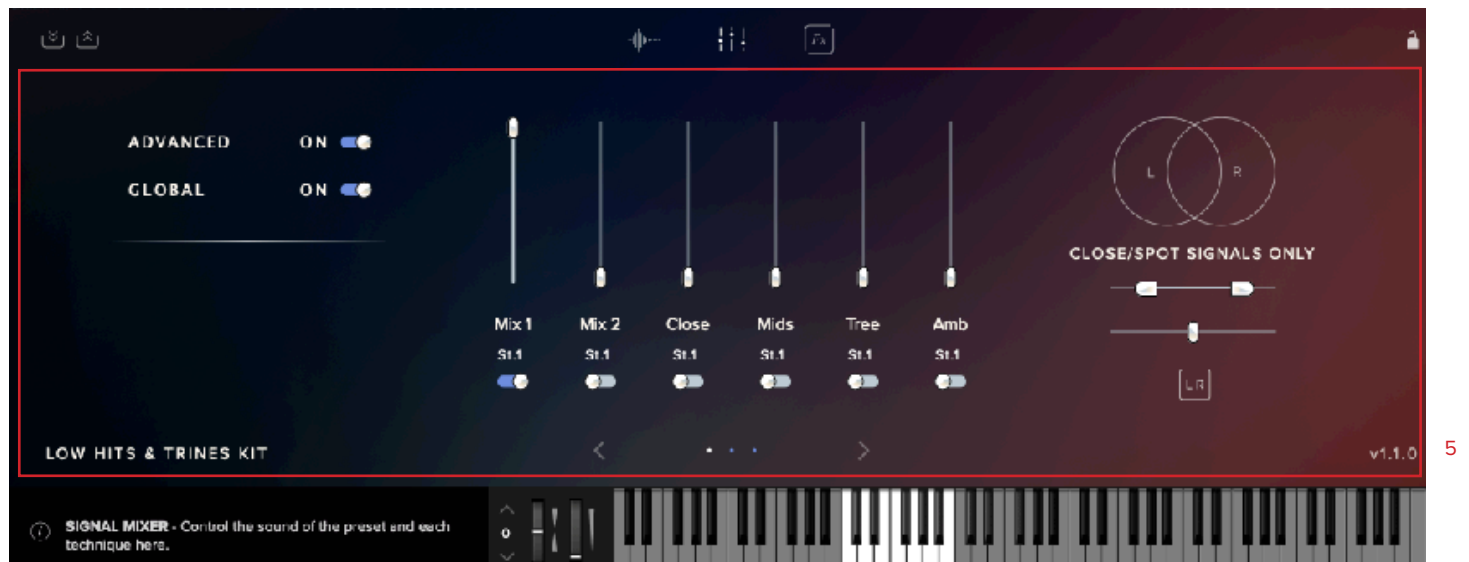 FX
ADVANCED ON
GLOBAL ON
L R
CLOSE/SPOT SIGNALS ONLY
Mix 1 Mix 2 Close Mids Tree Amb
St.1 St.1 St.1 St.1 St.1 St.1
LR
LOW HITS & TRINES KIT
v1.1.0
5
SIGNAL MIXER - Control the sound of the preset and each
technique here.
0